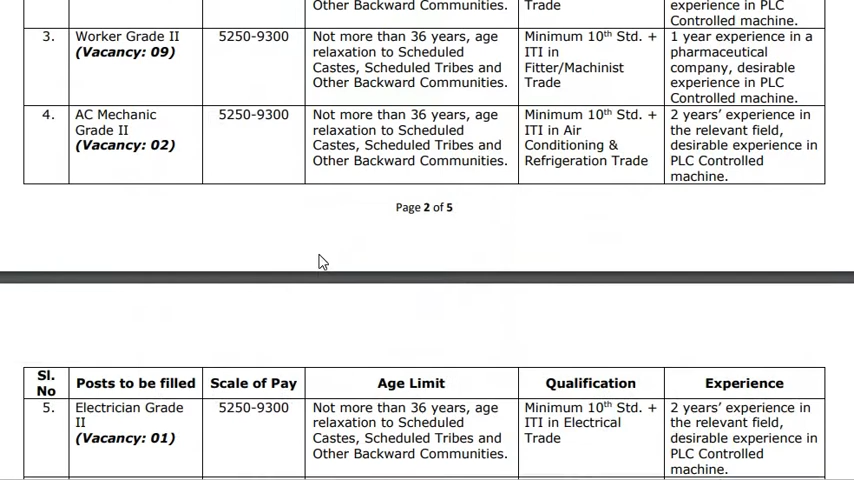 Other Backward Communities. Trade experience in PLC
Controlled machine.
3. Worker Grade II 5250-9300 Not more than 36 years, age Minimum 10th Std. + 1 year experience in a
(Vacancy: 09) relaxation to Scheduled ITI in pharmaceutical
Castes, Scheduled Tribes and Fitter/Machinist company, desirable
Other Backward Communities. Trade experience in PLC
Controlled machine.
4. AC Mechanic 5250-9300 Not more than 36 years, age Minimum 10th Std. + 2 years' experience in
Grade II relaxation to Scheduled ITI in Air the relevant field,
(Vacancy: 02) Castes, Scheduled Tribes and Conditioning & desirable experience in
Other Backward Communities. Refrigeration Trade PLC Controlled
machine.
Page 2 of 5
Sl. No Posts to be filled Scale of Pay Age Limit Qualification Experience
5. Electrician Grade 5250-9300 Not more than 36 years, age Minimum 10th Std. + 2 years' experience in
II relaxation to Scheduled ITI in Electrical the relevant field,
(Vacancy: 01) Castes, Scheduled Tribes and Trade desirable experience in
Other Backward Communities. PLC Controlled
machine.